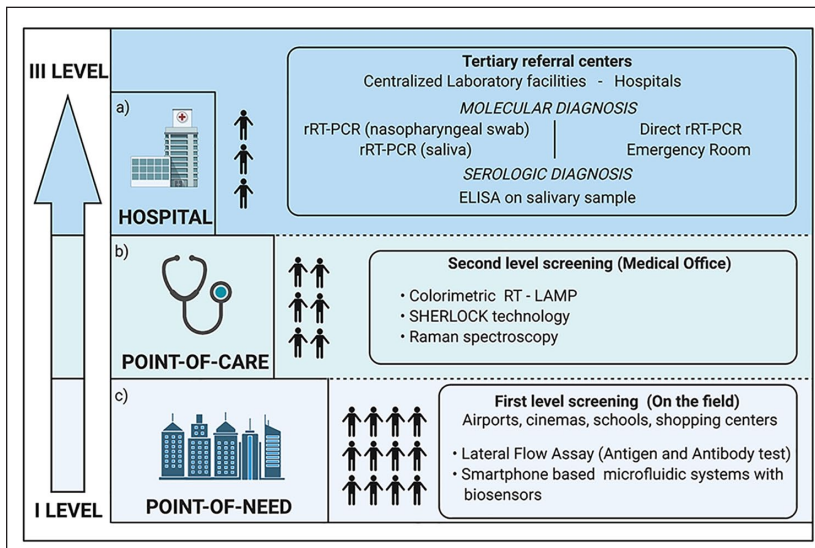 III LEVEL
I LEVEL
a)
HOSPITAL
Tertiary referral centers
Centralized Laboratory facilities - Hospitals
MOLECULAR DIAGNOSIS
rRT-PCR (nasopharyngeal swab)
rRT-PCR (saliva)
Direct rRT-PCR
Emergency Room
SEROLOGIC DIAGNOSIS
ELISA on salivary sample
b)
POINT-OF-CARE
Second level screening (Medical Office)
• Colorimetric RT - LAMP
• SHERLOCK technology
• Raman spectroscopy
c)
POINT-OF-NEED
First level screening (On the field)
Airports, cinemas, schools, shopping centers
• Lateral Flow Assay (Antigen and Antibody test)
• Smartphone based microfluidic systems with
biosensors